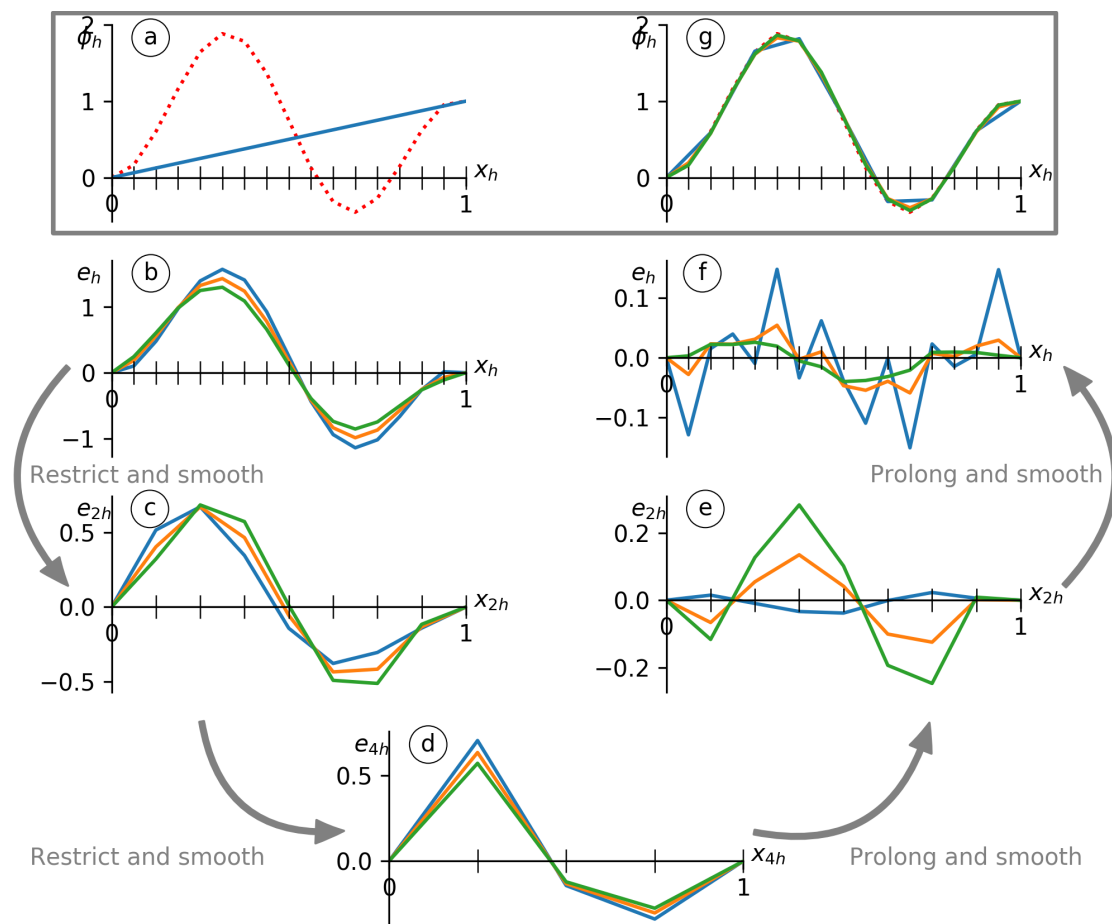 2
ϕₕ
a
1
0
xₕ
0
1
2
ϕₕ
g
1
0
xₕ
0
1
eₕ
b
1
0
−1
xₕ
0
1
eₕ
f
0.1
0.0
−0.1
xₕ
0
1
Restrict and smooth
Prolong and smooth
e₂ₕ
c
0.5
0.0
−0.5
x₂ₕ
0
1
e₂ₕ
e
0.2
0.0
−0.2
x₂ₕ
0
1
e₄ₕ
d
0.5
0.0
x₄ₕ
0
1
Restrict and smooth
Prolong and smooth